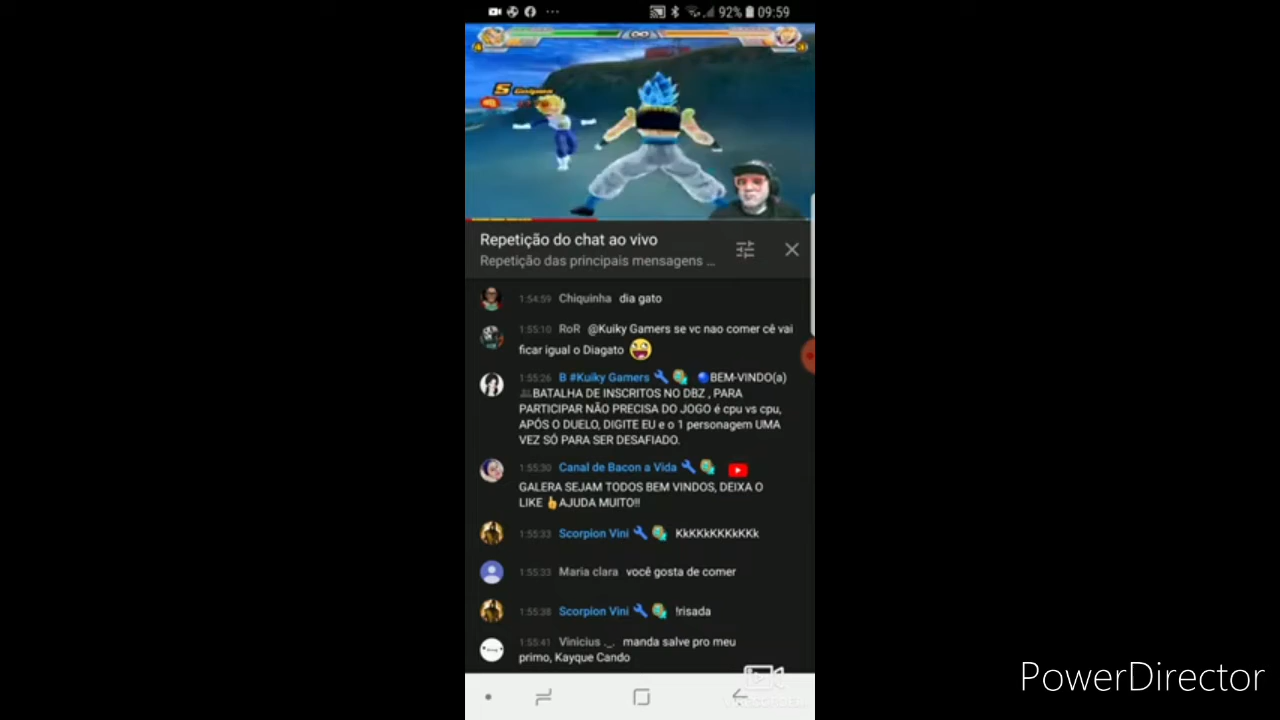 92% 09:59
5
Repetição do chat ao vivo
Repetição das principais mensagens ...
1:54:59 Chiquinha dia gato
1:55:10 RoR @Kuiky Gamers se vc nao comer cê vai
ficar igual o Diagato
1:55:26 B #Kuiky Gamers BEM-VINDO(a)
BATALHA DE INSCRITOS NO DBZ , PARA
PARTICIPAR NÃO PRECISA DO JOGO é cpu vs cpu,
APÓS O DUELO, DIGITE EU e o 1 personagem UMA
VEZ SÓ PARA SER DESAFIADO.
1:55:30 Canal de Bacon a Vida
GALERA SEJAM TODOS BEM VINDOS, DEIXA O
LIKE AJUDA MUITO!!
1:55:33 Scorpion Vini KkKKkKKKkKKk
1:55:33 Maria clara você gosta de comer
1:55:38 Scorpion Vini !risada
1:55:41 Vinicius ._. manda salve pro meu
primo, Kayque Cando
PowerDirector